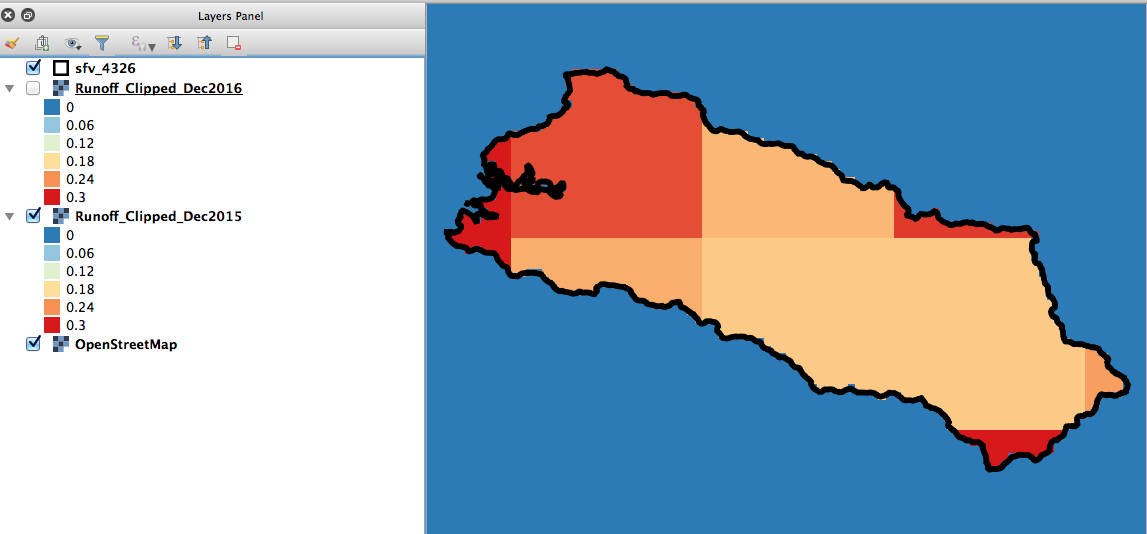 Layers Panel
sfv_4326
Runoff_Clipped_Dec2016
0
0.06
0.12
0.18
0.24
0.3
Runoff_Clipped_Dec2015
0
0.06
0.12
0.18
0.24
0.3
OpenStreetMap